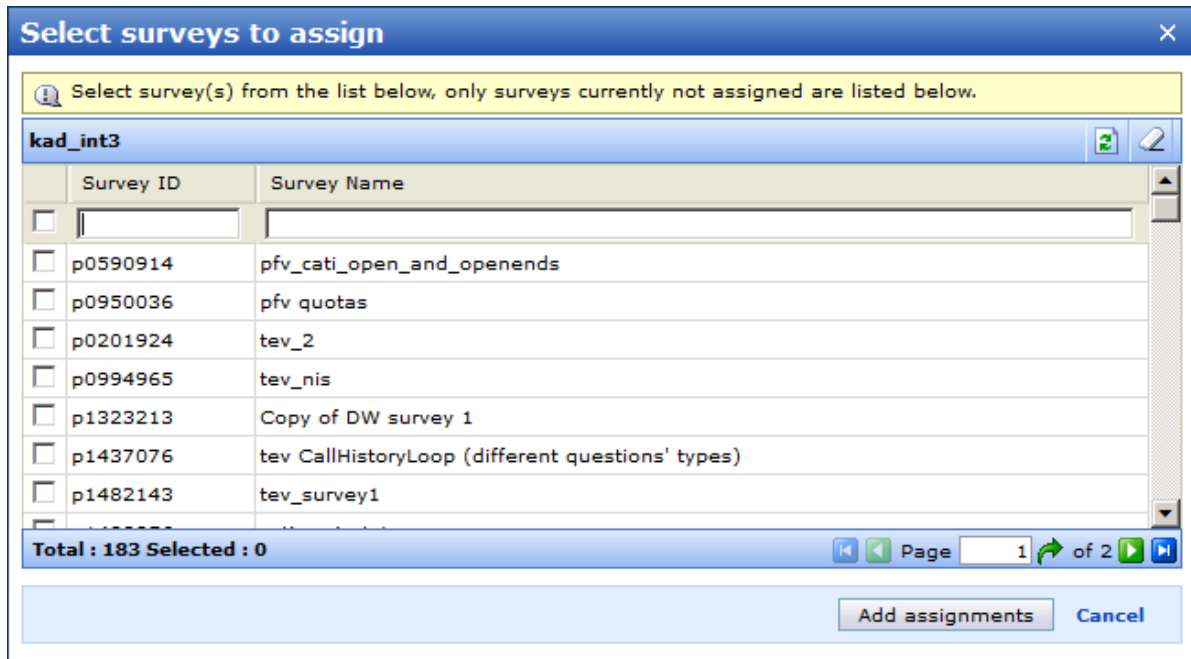 Select surveys to assign
Select survey(s) from the list below, only surveys currently not assigned are listed below.
kad_int3
Survey ID Survey Name
p0590914 pfv_cati_open_and_openends
p0950036 pfv quotas
p0201924 tev_2
p0994965 tev_nis
p1323213 Copy of DW survey 1
p1437076 tev CallHistoryLoop (different questions' types)
p1482143 tev_survey1
Total : 183 Selected : 0 Page 1 of 2
Add assignments Cancel